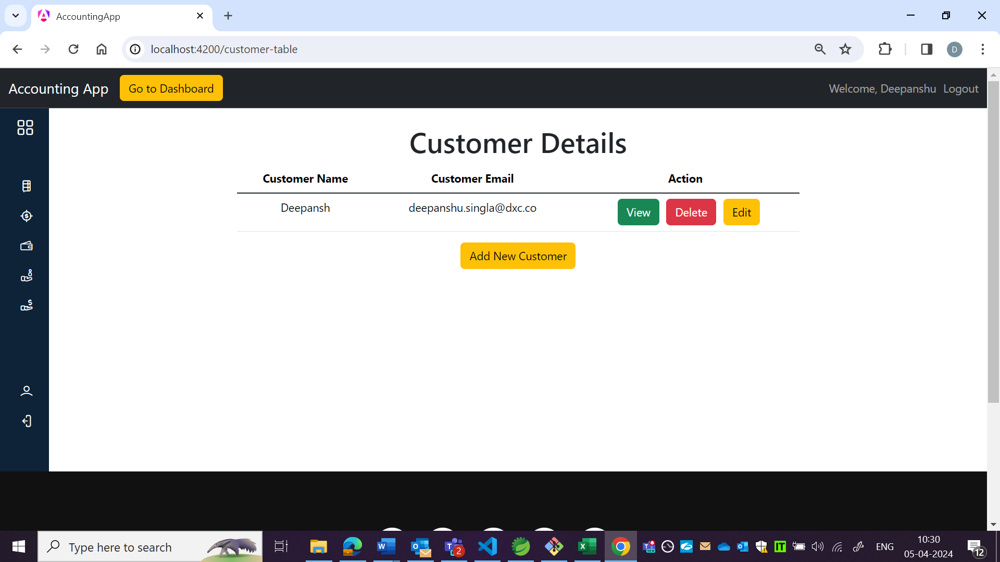 AccountingApp
localhost:4200/customer-table
D
Accounting App
Go to Dashboard
Welcome, Deepanshu
Logout
Customer Details
Customer Name Customer Email Action
Deepansh deepanshu.singla@dxc.co View Delete Edit
Add New Customer
Type here to search
2
IT
ENG
10:30
05-04-2024
12